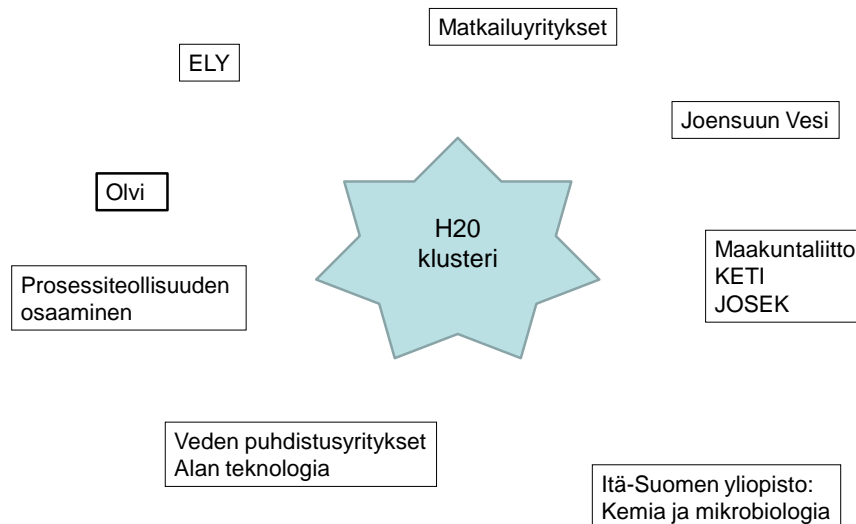 Matkailuyritykset
ELY
Joensuun Vesi
Olvi
H20
klusteri
Maakuntaliitto
KETI
JOSEK
Prosessiteollisuuden
osaaminen
Veden puhdistusyritykset
Alan teknologia
Itä-Suomen yliopisto:
Kemia ja mikrobiologia